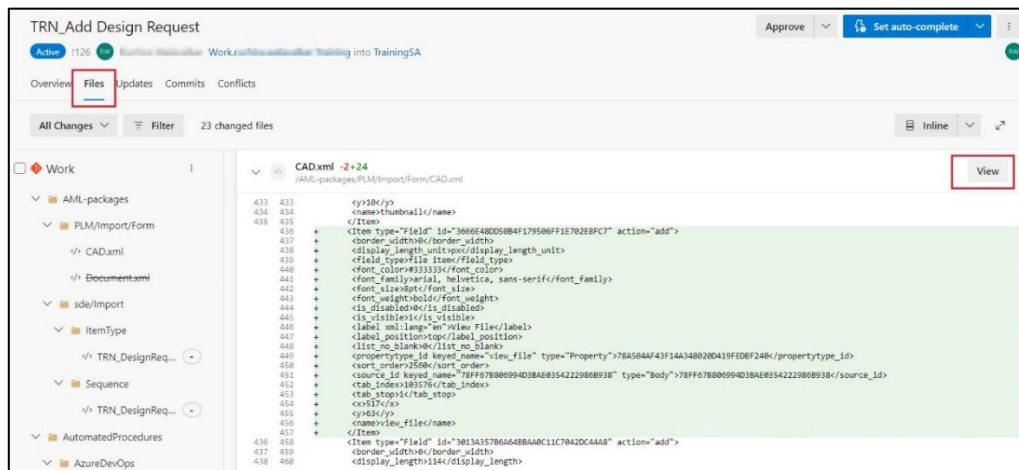 TRN_Add Design Request
Approve
Set auto-complete
Active !126 RW into TrainingSA
RW
Overview Files Updates Commits Conflicts
All Changes Filter 23 changed files Inline
Work
AML-packages
PLM/Import/Form
CAD.xml
Document.xml
sde/Import
ItemType
TRN_DesignReq... +
Sequence
TRN_DesignReq... +
AutomatedProcedures
AzureDevOps
CAD.xml -2+24
/AML-packages/PLM/Import/Form/CAD.xml
View
433 433 <y>10</y>
434 434 <name>thumbnail</name>
435 435 </Item>
436 + <Item type="Field" id="3666E48DD50B4F179506FF1E702E8FC7" action="add">
437 + <border_width>0</border_width>
438 + <display_length_unit>px</display_length_unit>
439 + <field_type>file item</field_type>
440 + <font_color>#333333</font_color>
441 + <font_family>arial, helvetica, sans-serif</font_family>
442 + <font_size>8pt</font_size>
443 + <font_weight>bold</font_weight>
444 + <is_disabled>0</is_disabled>
445 + <is_visible>1</is_visible>
446 + <label xml:lang="en">View File</label>
447 + <label_position>top</label_position>
448 + <list_no_blank>0</list_no_blank>
449 + <propertytype_id keyed_name="view_file" type="Property">78A504AF43F14A348020D419FEDBF240</propertytype_id>
450 + <sort_order>2560</sort_order>
451 + <source_id keyed_name="78FF67B806994D3BAE0354222986B938" type="Body">78FF67B806994D3BAE0354222986B938</source_id>
452 + <tab_index>103576</tab_index>
453 + <tab_stop>1</tab_stop>
454 + <x>517</x>
455 + <y>63</y>
456 + <name>view_file</name>
457 + </Item>
436 458 <Item type="Field" id="3013A357B6A64BBAA0C11C7042DC44A8" action="add">
437 459 <border_width>0</border_width>
438 460 <display_length>114</display_length>